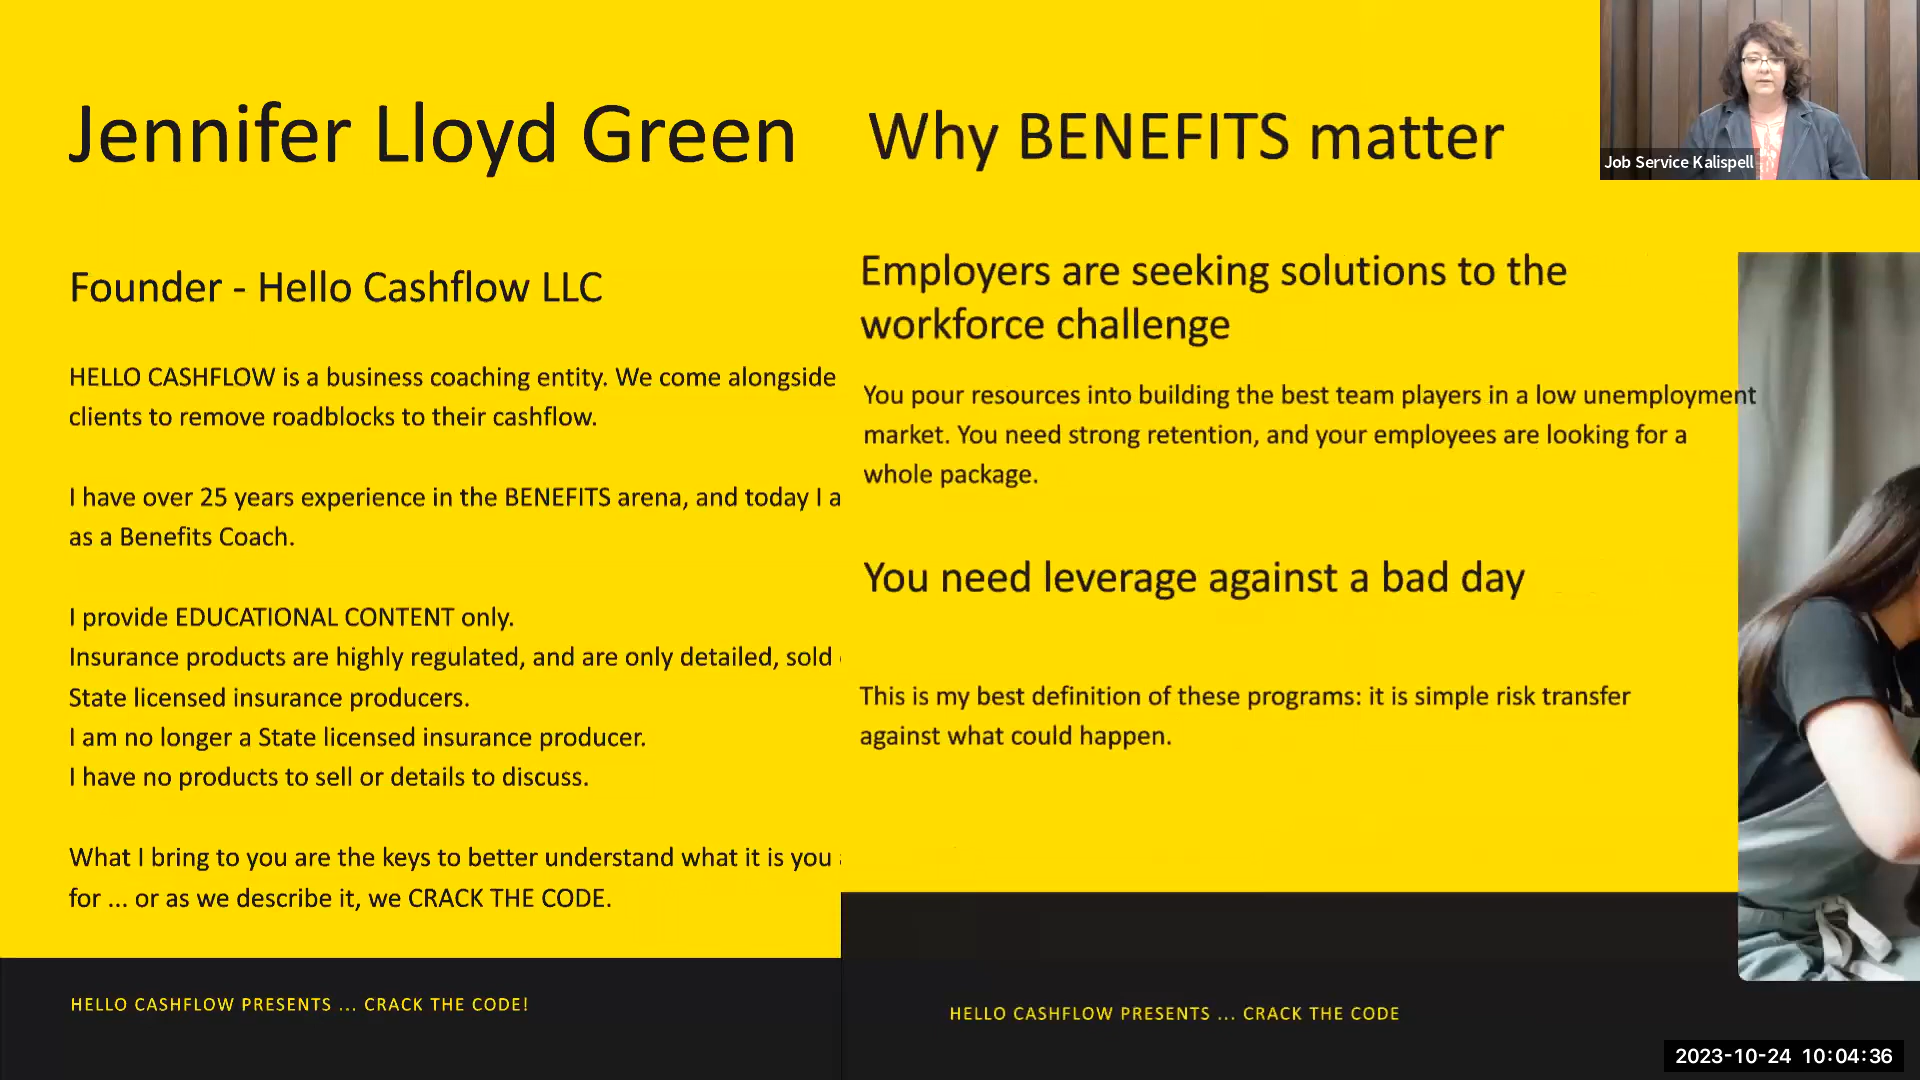 Jennifer Lloyd Green
Founder - Hello Cashflow LLC
HELLO CASHFLOW is a business coaching entity. We come alongside
clients to remove roadblocks to their cashflow.
I have over 25 years experience in the BENEFITS arena, and today I
as a Benefits Coach.
I provide EDUCATIONAL CONTENT only.
Insurance products are highly regulated, and are only detailed, sold
State licensed insurance producers.
I am no longer a State licensed insurance producer.
I have no products to sell or details to discuss.
What I bring to you are the keys to better understand what it is you
for ... or as we describe it, we CRACK THE CODE.
HELLO CASHFLOW PRESENTS ... CRACK THE CODE!
Why BENEFITS matter
Employers are seeking solutions to the
workforce challenge
You pour resources into building the best team players in a low unemployment
market. You need strong retention, and your employees are looking for a
whole package.
You need leverage against a bad day
This is my best definition of these programs: it is simple risk transfer
against what could happen.
HELLO CASHFLOW PRESENTS ... CRACK THE CODE
Job Service Kalispell
2023-10-24 10:04:36